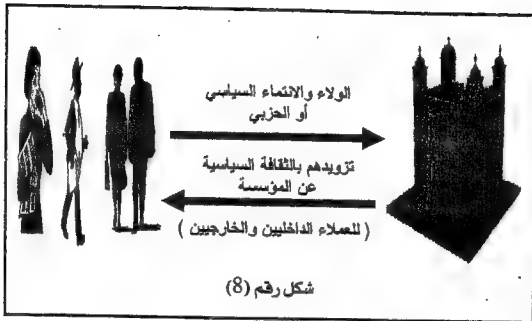 الولاء والانتماء السياسي
أو الحزبي
تزويدهم بالثقافة السياسية
عن المؤسسة
( للعملاء الداخليين والخارجيين )
شكل رقم (8)